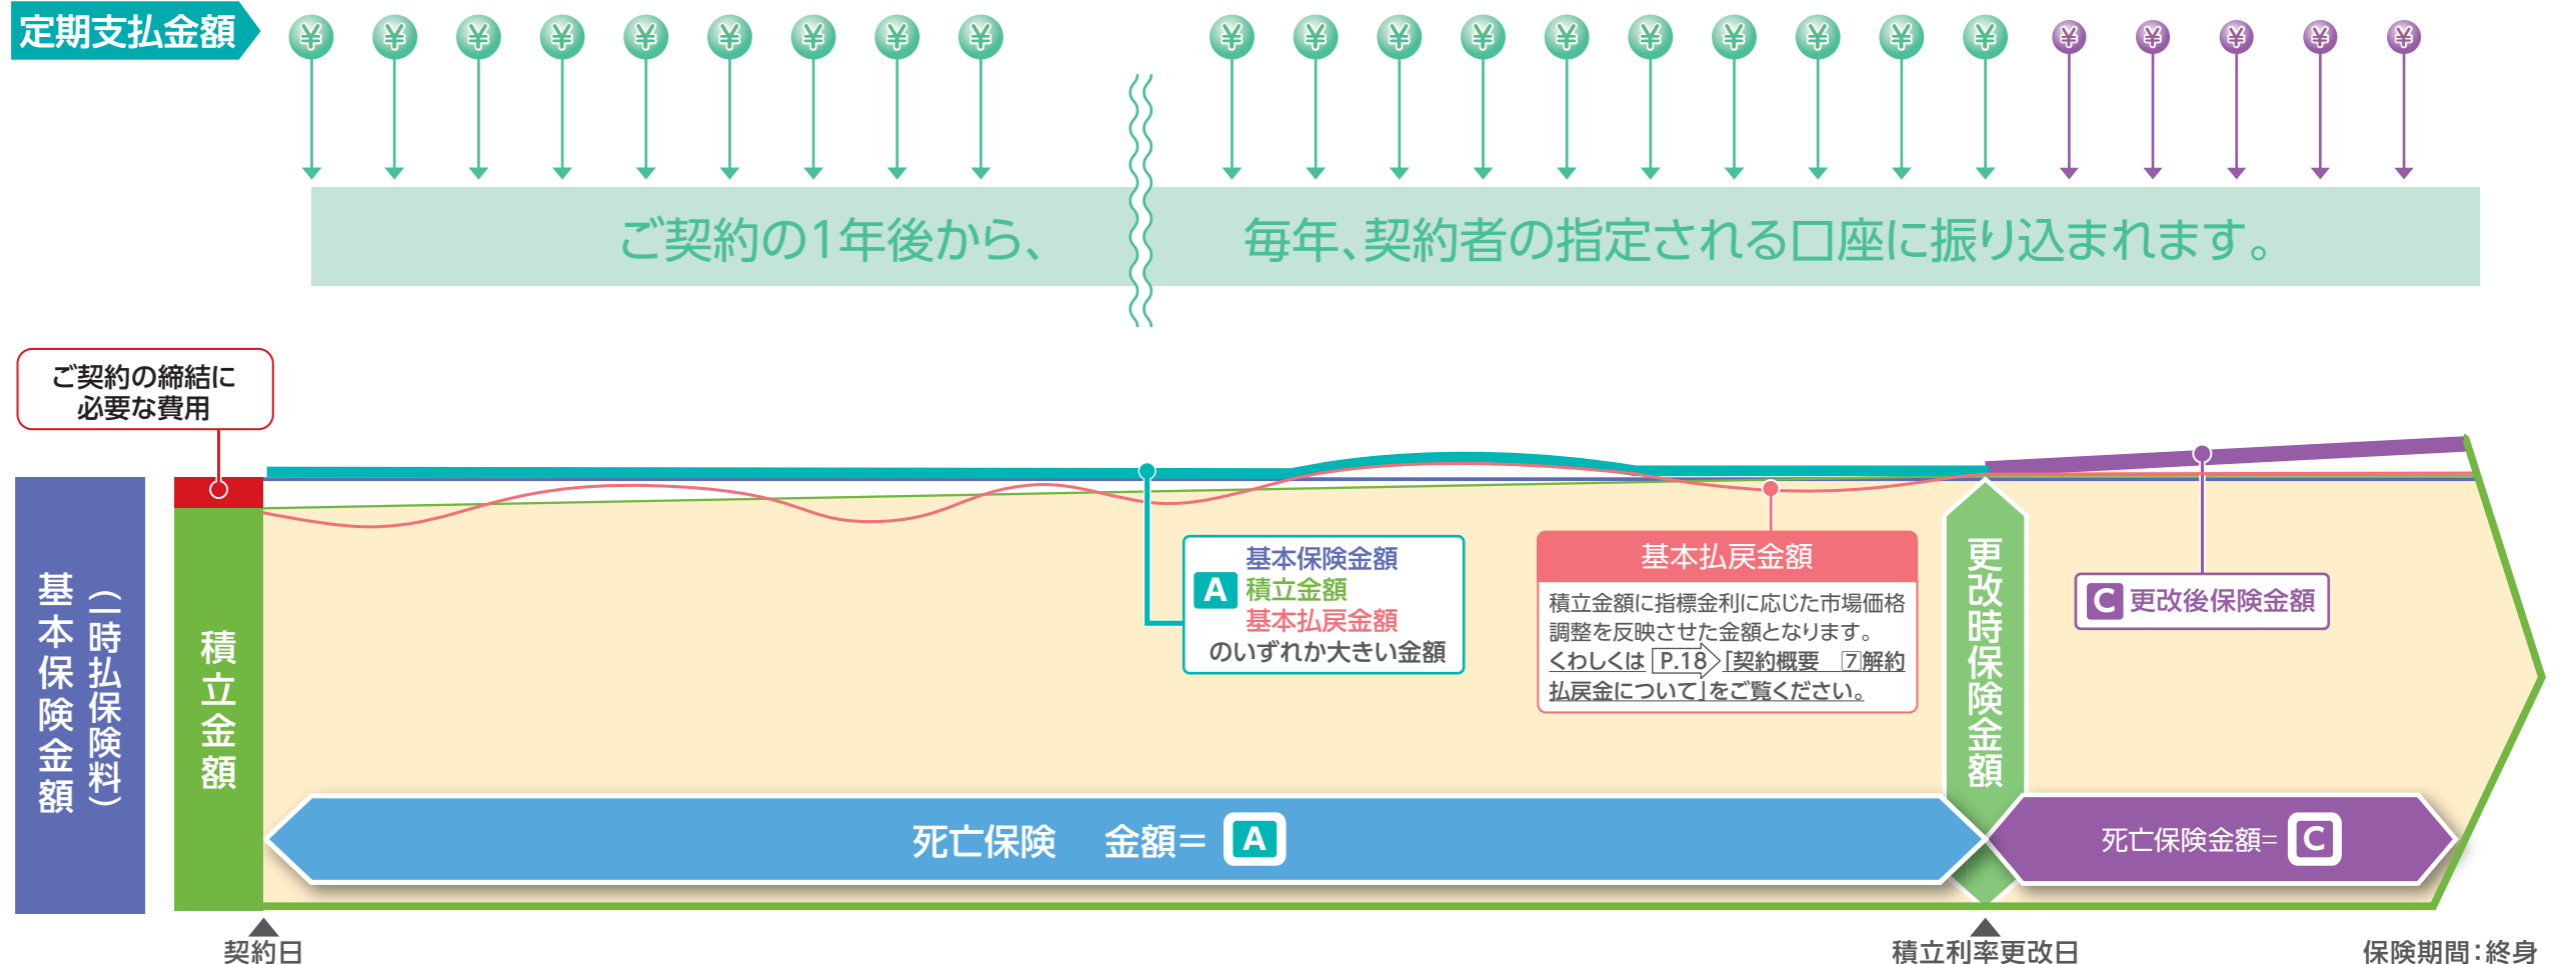 定期支払金額
¥ ¥ ¥ ¥ ¥ ¥ ¥ ¥ ¥ ¥ ¥ ¥ ¥ ¥ ¥ ¥ ¥ ¥ ¥ ¥ ¥ ¥ ¥ ¥
ご契約の1年後から、
毎年、契約者の指定される口座に振り込まれます。
ご契約の締結に
必要な費用
基本保険金額
（一時払保険料）
積立金額
A
基本保険金額
積立金額
基本払戻金額
のいずれか大きい金額
基本払戻金額
積立金額に指標金利に応じた市場価格
調整を反映させた金額となります。
くわしくは P.18 「契約概要　7解約
払戻金について」をご覧ください。
更改時保険金額
C 更改後保険金額
死亡保険　金額＝ A
死亡保険金額＝ C
契約日
積立利率更改日
保険期間：終身